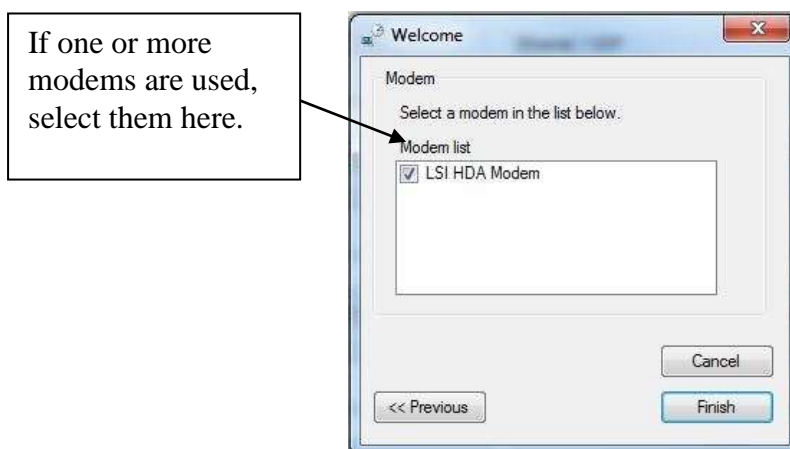 If one or more
modems are used,
select them here.
Welcome
Modem
Select a modem in the list below.
Modem list
LSI HDA Modem
Cancel
<< Previous
Finish